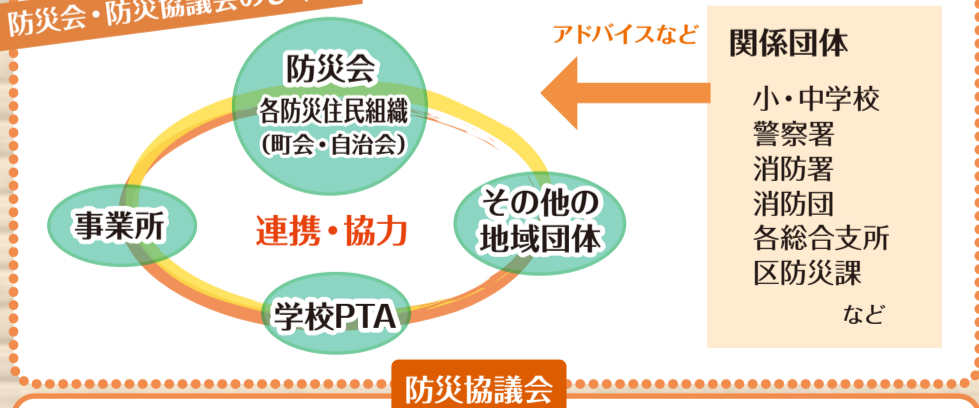 防災会・防災協議会の
アドバイスなど
関係団体
小・中学校
警察署
消防署
消防団
各総合支所
区防災課
など
防災会
各防災住民組織
（町会・自治会）
事業所
連携・協力
その他の
地域団体
学校PTA
防災協議会